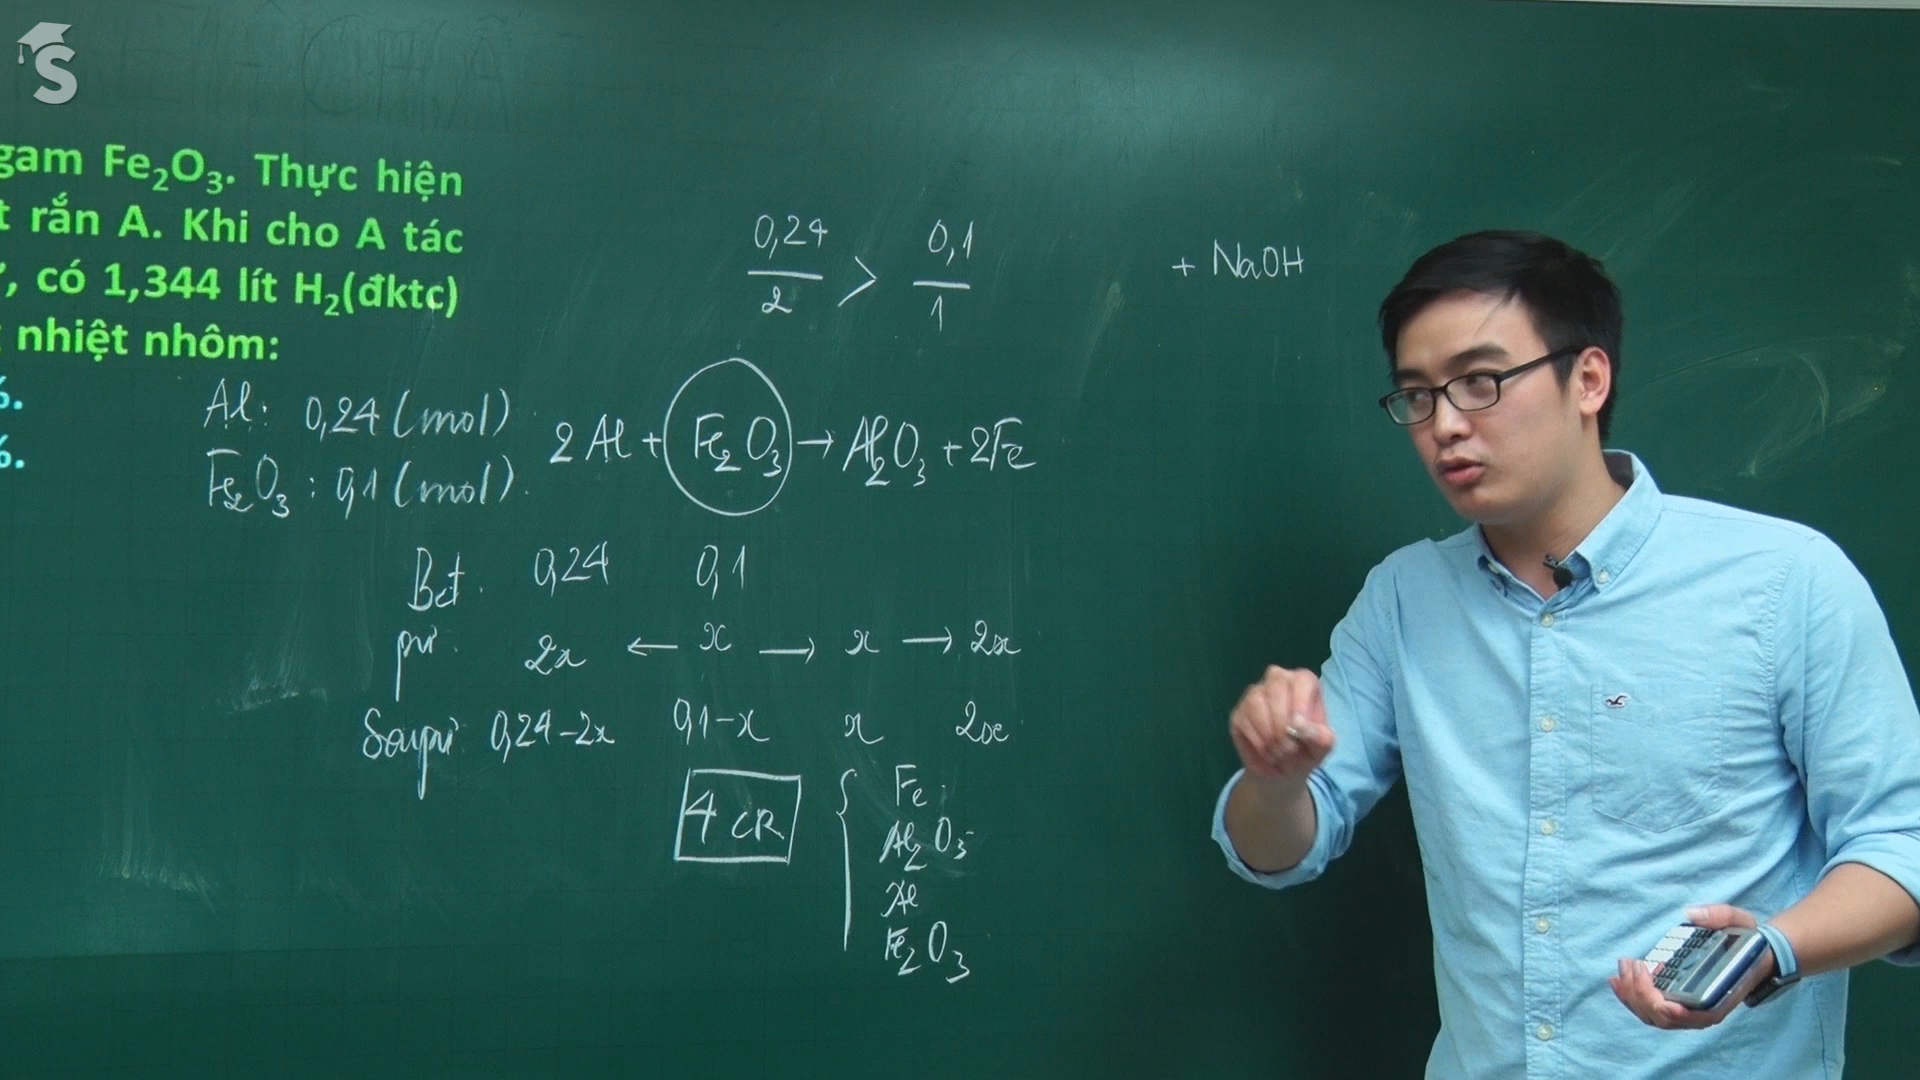 S
gam Fe₂O₃. Thực hiện
t rắn A. Khi cho A tác
, có 1,344 lít H₂(đktc)
nhiệt nhôm:
%.
%.
0,24/2 > 0,1/1
+ NaOH
Al: 0,24 (mol)
Fe₂O₃: 0,1 (mol).
2Al + Fe₂O₃ → Al₂O₃ + 2Fe
Bđ: 0,24 0,1
pư: 2x ← x → x → 2x
Saupư: 0,24-2x 0,1-x x 2x
4 CR
{ Fe
Al₂O₃
Al
Fe₂O₃